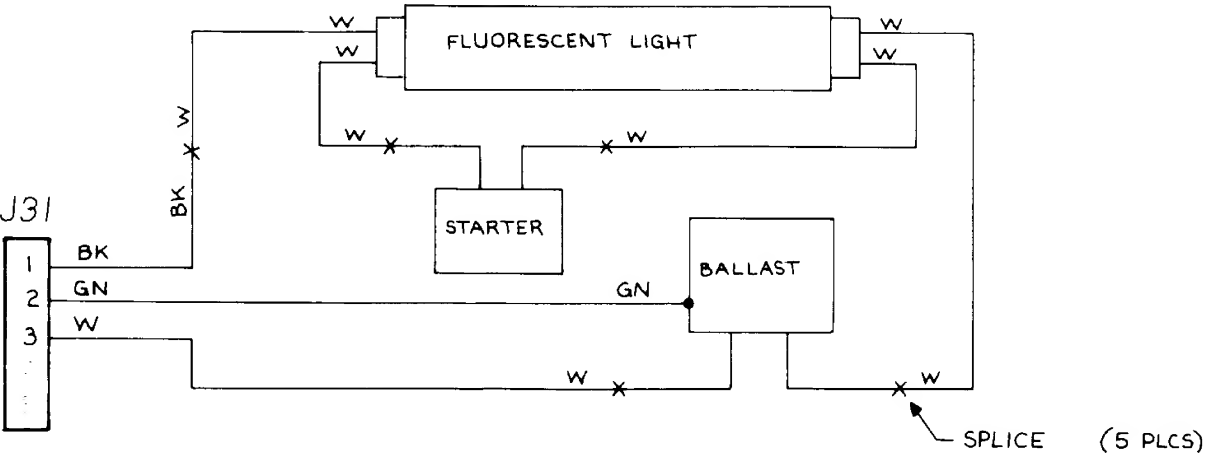 W
W
FLUORESCENT LIGHT
W
W
W
W
W
BK
STARTER
J31
1 BK
2 GN
3 W
GN
BALLAST
W
W
SPLICE (5 PLCS)